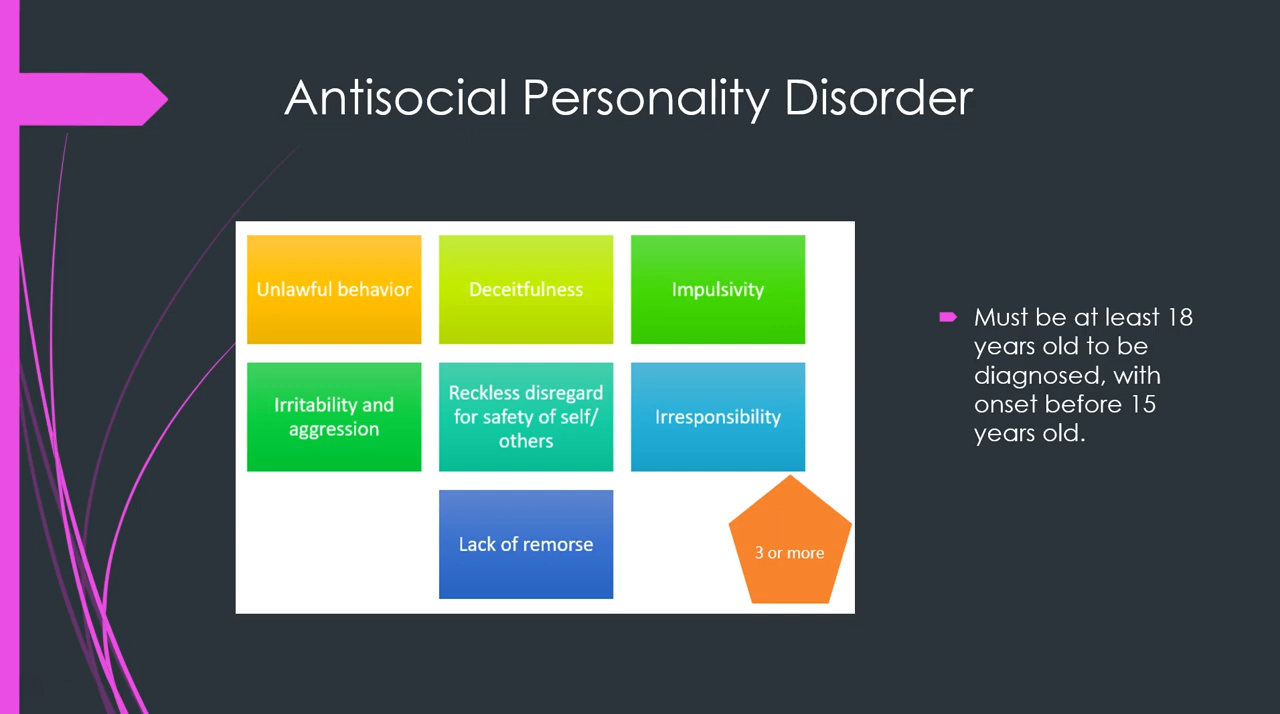 Antisocial Personality Disorder
Unlawful behavior
Deceitfulness
Impulsivity
Irritability and
aggression
Reckless disregard
for safety of self/
others
Irresponsibility
Lack of remorse
3 or more
Must be at least 18
years old to be
diagnosed, with
onset before 15
years old.